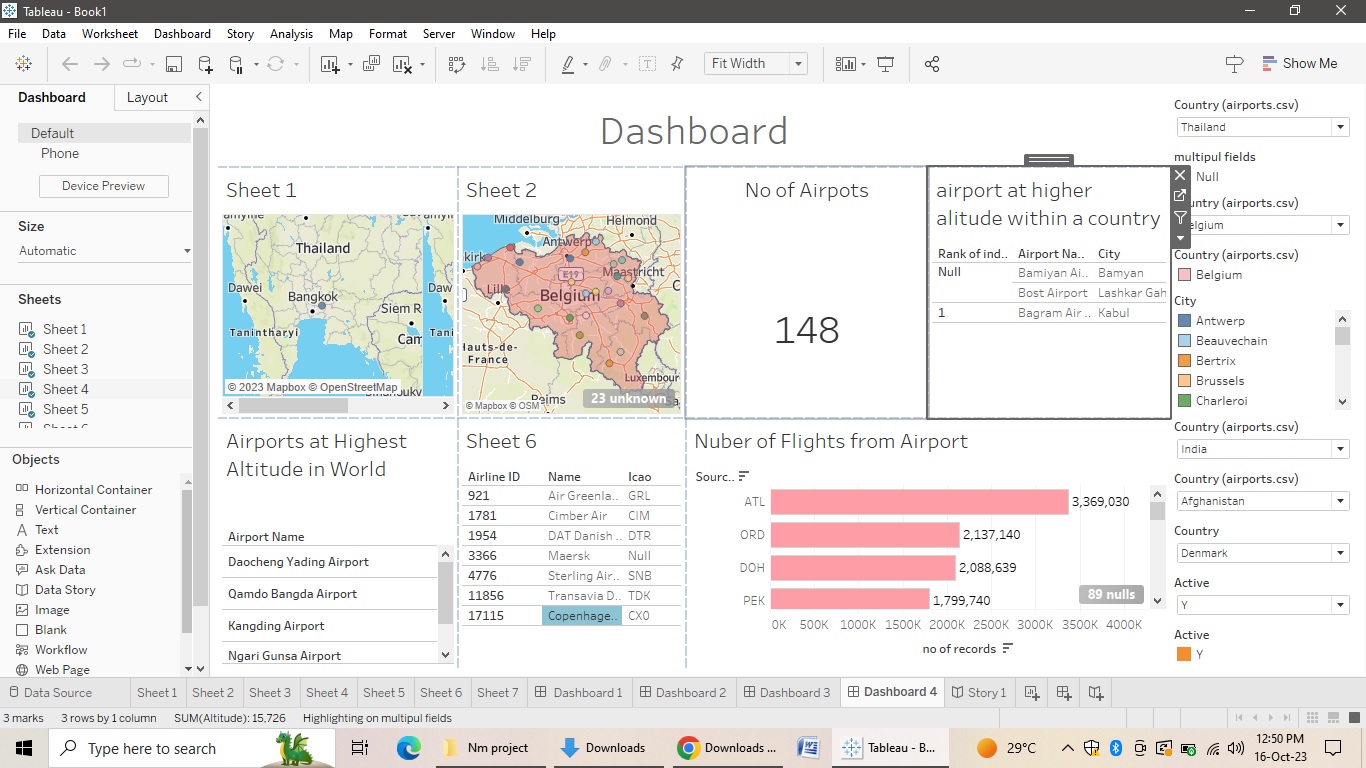 Tableau - Book1
File Data Worksheet Dashboard Story Analysis Map Format Server Window Help
Fit Width
Show Me
Dashboard Layout
Default
Phone
Device Preview
Size
Automatic
Sheets
Sheet 1
Sheet 2
Sheet 3
Sheet 4
Sheet 5
Objects
Horizontal Container
Vertical Container
Text
Extension
Ask Data
Data Story
Image
Blank
Workflow
Web Page
Dashboard
Sheet 1
Thailand
Dawei
Bangkok
Siem R
Tanintharyi
Cam
Daw
Tani
© 2023 Mapbox © OpenStreetMap
Sheet 2
Middelburg
Helmond
Antwerp
kirk
E19
Maastricht
Lille
Belgium
C
Hauts-de-
France
Luxembour
Reims
© Mapbox © OSM
23 unknown
No of Airpots
148
airport at higher
alitude within a country
Rank of ind.. Airport Na.. City
Null Bamiyan Ai.. Bamyan
Bost Airport Lashkar Gah
1 Bagram Air .. Kabul
Airports at Highest
Altitude in World
Airport Name
Daocheng Yading Airport
Qamdo Bangda Airport
Kangding Airport
Ngari Gunsa Airport
Sheet 6
Airline ID Name Icao
921 Air Greenla.. GRL
1781 Cimber Air CIM
1954 DAT Danish .. DTR
3366 Maersk Null
4776 Sterling Air.. SNB
11856 Transavia D.. TDK
17115 Copenhage.. CX0
Nuber of Flights from Airport
Sourc..
ATL 3,369,030
ORD 2,137,140
DOH 2,088,639
PEK 1,799,740
89 nulls
0K 500K 1000K 1500K 2000K 2500K 3000K 3500K 4000K
no of records
Country (airports.csv)
Thailand
multipul fields
Null
ountry (airports.csv)
elgium
Country (airports.csv)
Belgium
City
Antwerp
Beauvechain
Bertrix
Brussels
Charleroi
Country (airports.csv)
India
Country (airports.csv)
Afghanistan
Country
Denmark
Active
Y
Active
Y
Data Source Sheet 1 Sheet 2 Sheet 3 Sheet 4 Sheet 5 Sheet 6 Sheet 7 Dashboard 1 Dashboard 2 Dashboard 3 Dashboard 4 Story 1
3 marks 3 rows by 1 column SUM(Altitude): 15,726 Highlighting on multipul fields
Type here to search
Nm project
Downloads
Downloads ...
Tableau - B...
29°C
12:50 PM
16-Oct-23